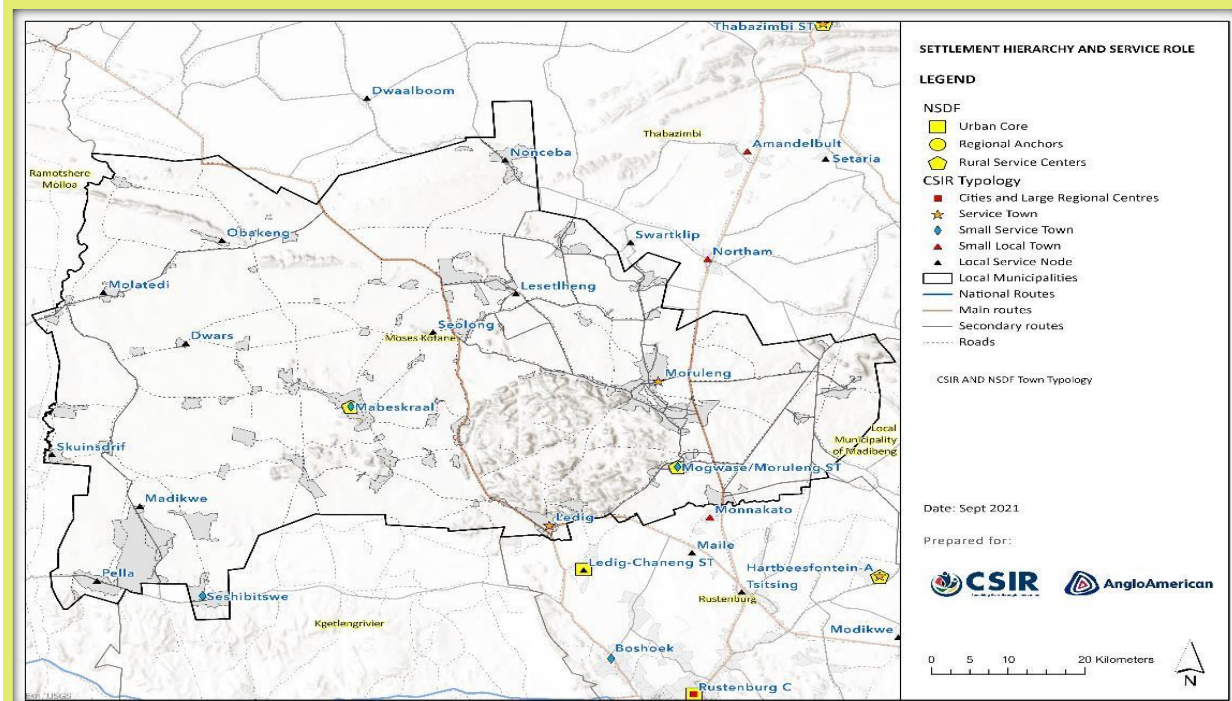 Thabazimbi ST
Dwaalboom
Thabazimbi
Amandelbult
Nonceba
Setaria
Ramotshere
Moiloa
Obakeng
Swartklip
Northam
Molatedi
Lesetlheng
Seolong
Moses Kotane
Dwars
Moruleng
Mabeskraal
Local
Municipality
of Madibeng
Skuinsdrif
Mogwase/Moruleng ST
Madikwe
Ledig
Monnakato
Maile
Ledig-Chaneng ST
Hartbeesfontein-A
Tsitsing
Pella
Seshibitswe
Rustenburg
Kgetlengrivier
Modikwe
Boshoek
Rustenburg C
Esri, USGS
SETTLEMENT HIERARCHY AND SERVICE ROLE
LEGEND
NSDF
Urban Core
Regional Anchors
Rural Service Centers
CSIR Typology
Cities and Large Regional Centres
Service Town
Small Service Town
Small Local Town
Local Service Node
Local Municipalities
National Routes
Main routes
Secondary routes
Roads
CSIR AND NSDF Town Typology
Date: Sept 2021
Prepared for:
CSIR
AngloAmerican
0 5 10 20 Kilometers
N